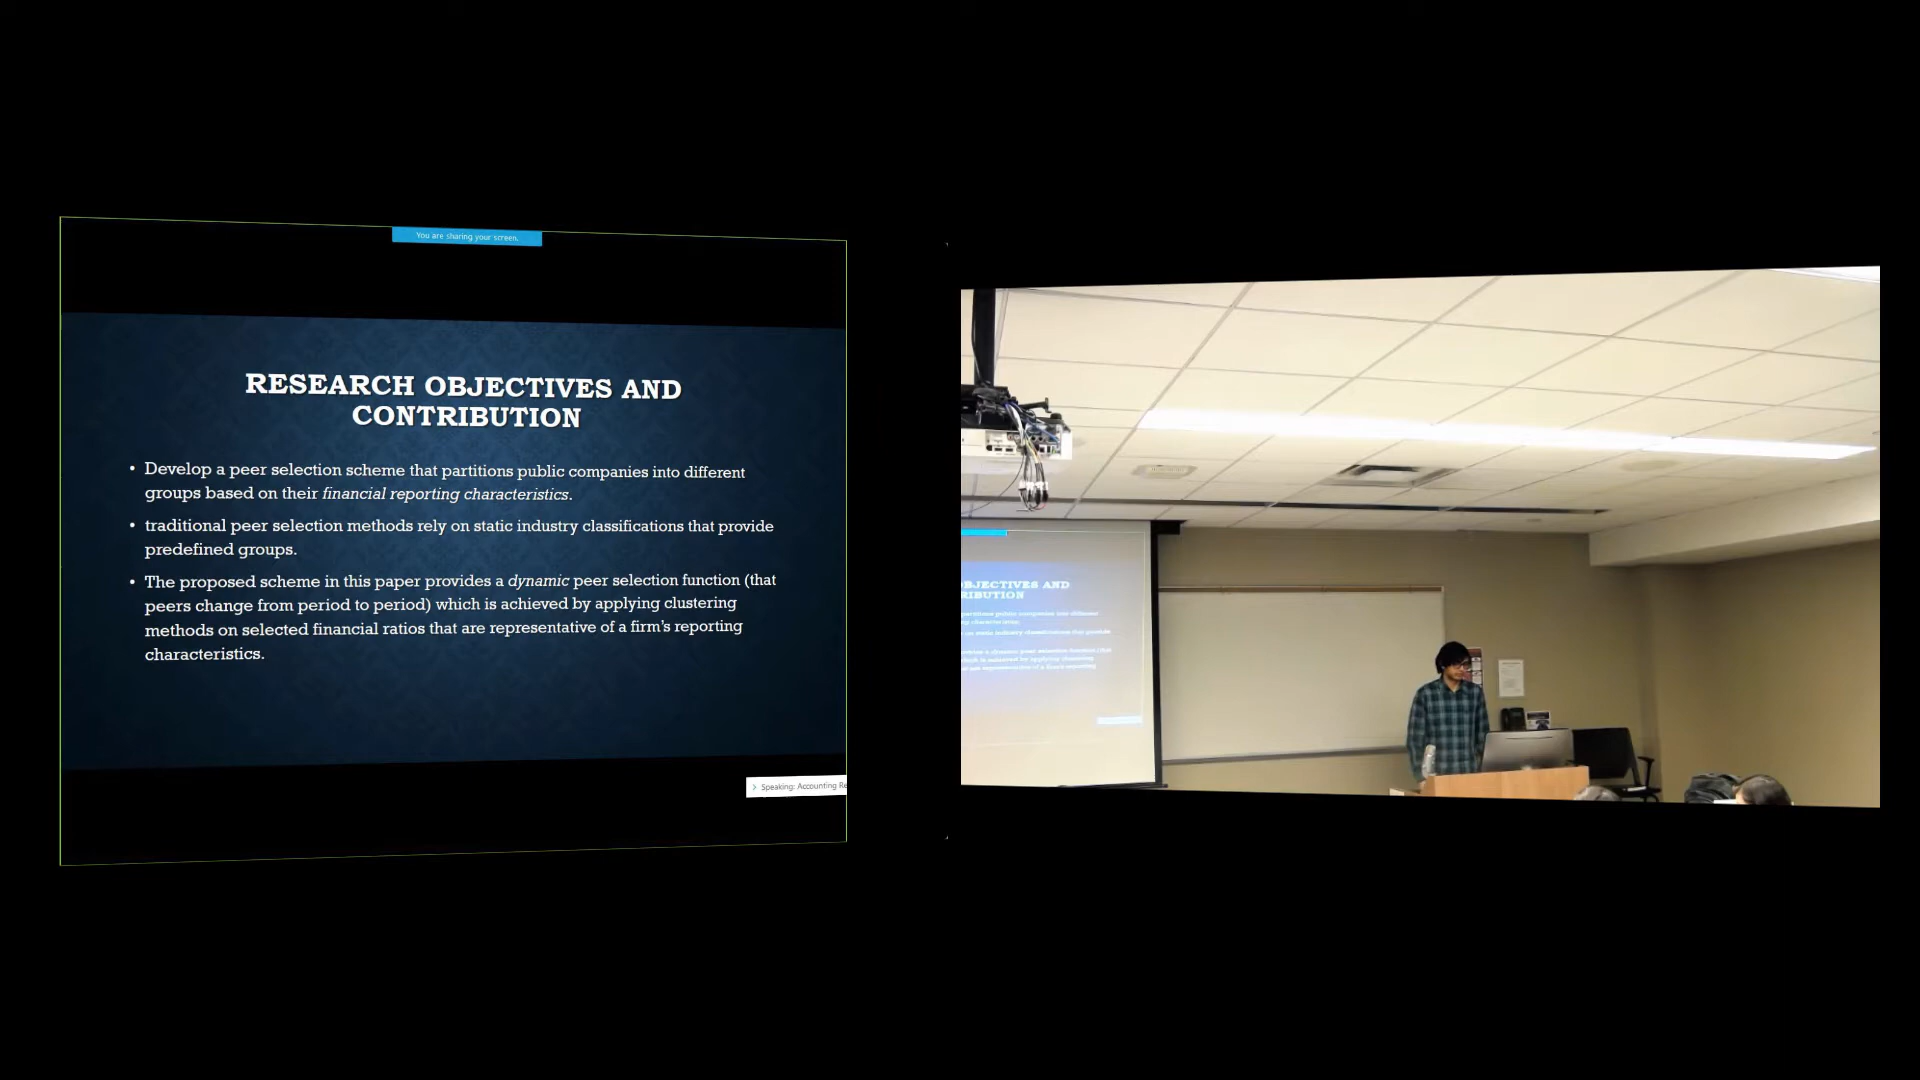 You are sharing your screen.
RESEARCH OBJECTIVES AND
CONTRIBUTION
• Develop a peer selection scheme that partitions public companies into different
groups based on their financial reporting characteristics.
• traditional peer selection methods rely on static industry classifications that provide
predefined groups.
• The proposed scheme in this paper provides a dynamic peer selection function (that
peers change from period to period) which is achieved by applying clustering
methods on selected financial ratios that are representative of a firm's reporting
characteristics.
Speaking: Accounting Re
BJECTIVES AND
RIBUTION